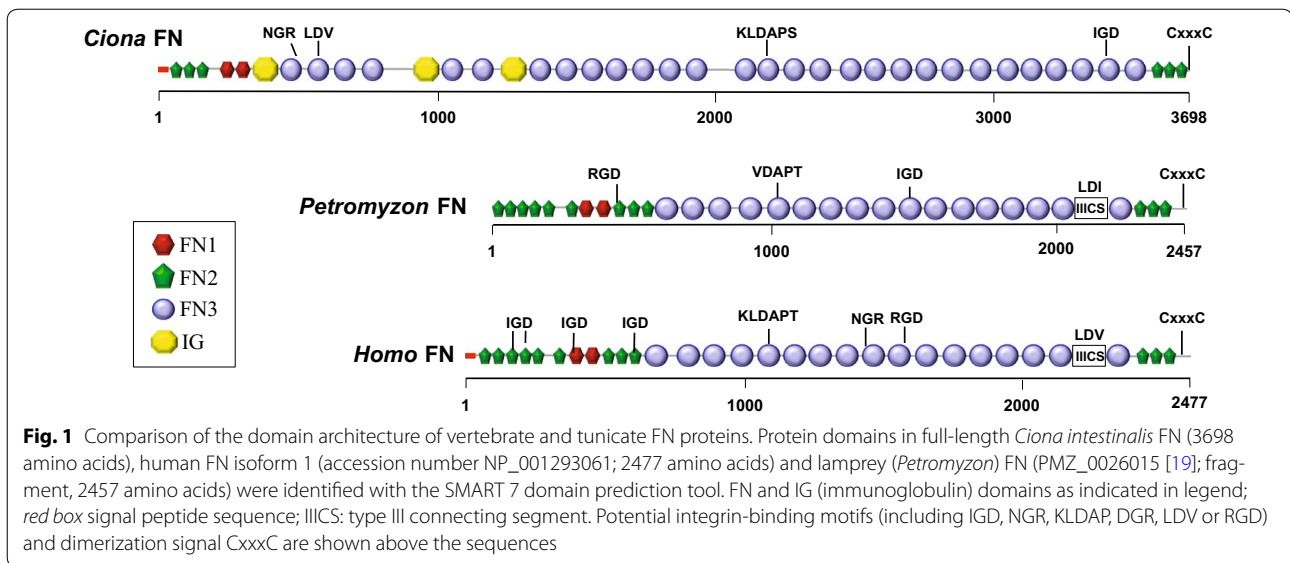 NGR LDV KLDAPS IGD CxxxC
Ciona FN
1 1000 2000 3000 3698
RGD VDAPT IGD LDI CxxxC
Petromyzon FN IIICS
1 1000 2000 2457
FN1
FN2
FN3
IG
IGD IGD IGD KLDAPT NGR RGD LDV CxxxC
Homo FN IIICS
1 1000 2000 2477
Fig. 1 Comparison of the domain architecture of vertebrate and tunicate FN proteins. Protein domains in full-length Ciona intestinalis FN (3698
amino acids), human FN isoform 1 (accession number NP_001293061; 2477 amino acids) and lamprey (Petromyzon) FN (PMZ_0026015 [19]; frag-
ment, 2457 amino acids) were identified with the SMART 7 domain prediction tool. FN and IG (immunoglobulin) domains as indicated in legend;
red box signal peptide sequence; IIICS: type III connecting segment. Potential integrin-binding motifs (including IGD, NGR, KLDAP, DGR, LDV or RGD)
and dimerization signal CxxxC are shown above the sequences